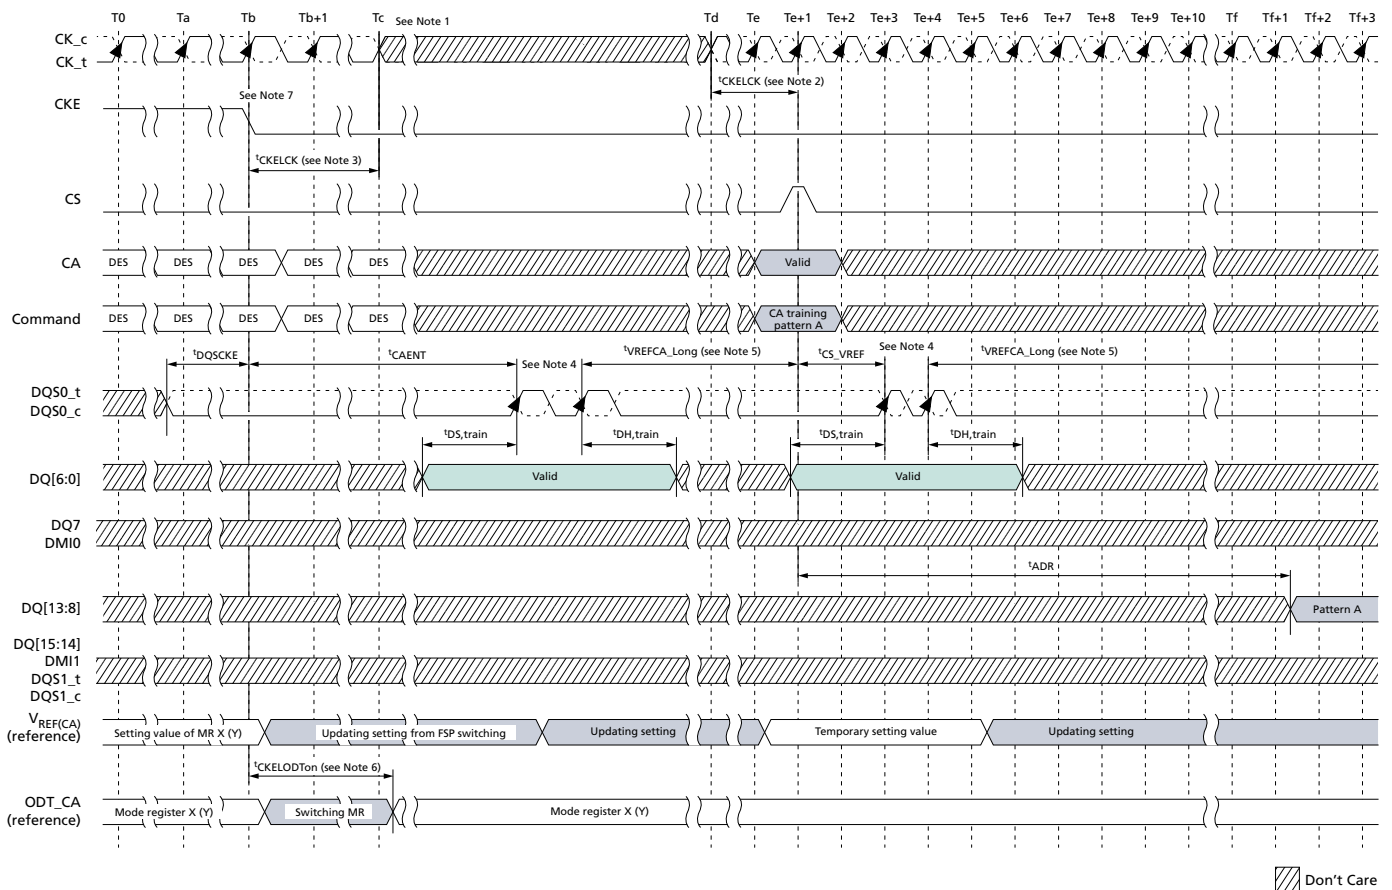 T0 Ta Tb Tb+1 Tc See Note 1 Td Te Te+1 Te+2 Te+3 Te+4 Te+5 Te+6 Te+7 Te+8 Te+9 Te+10 Tf Tf+1 Tf+2 Tf+3
CK_c
CK_t
tCKELCK (see Note 2)
CKE
See Note 7
tCKELCK (see Note 3)
CS
CA DES DES DES DES DES Valid
Command DES DES DES DES DES CA training
pattern A
tDQSCKE tCAENT See Note 4 tVREFCA_Long (see Note 5) tCS_VREF See Note 4 tVREFCA_Long (see Note 5)
DQS0_t
DQS0_c
tDS,train tDH,train tDS,train tDH,train
DQ[6:0] Valid Valid
DQ7
DMI0
tADR
DQ[13:8] Pattern A
DQ[15:14]
DMI1
DQS1_t
DQS1_c
VREF(CA)
(reference)
Setting value of MR X (Y) Updating setting from FSP switching Updating setting Temporary setting value Updating setting
tCKELODTon (see Note 6)
ODT_CA
(reference)
Mode register X (Y) Switching MR Mode register X (Y)
Don't Care